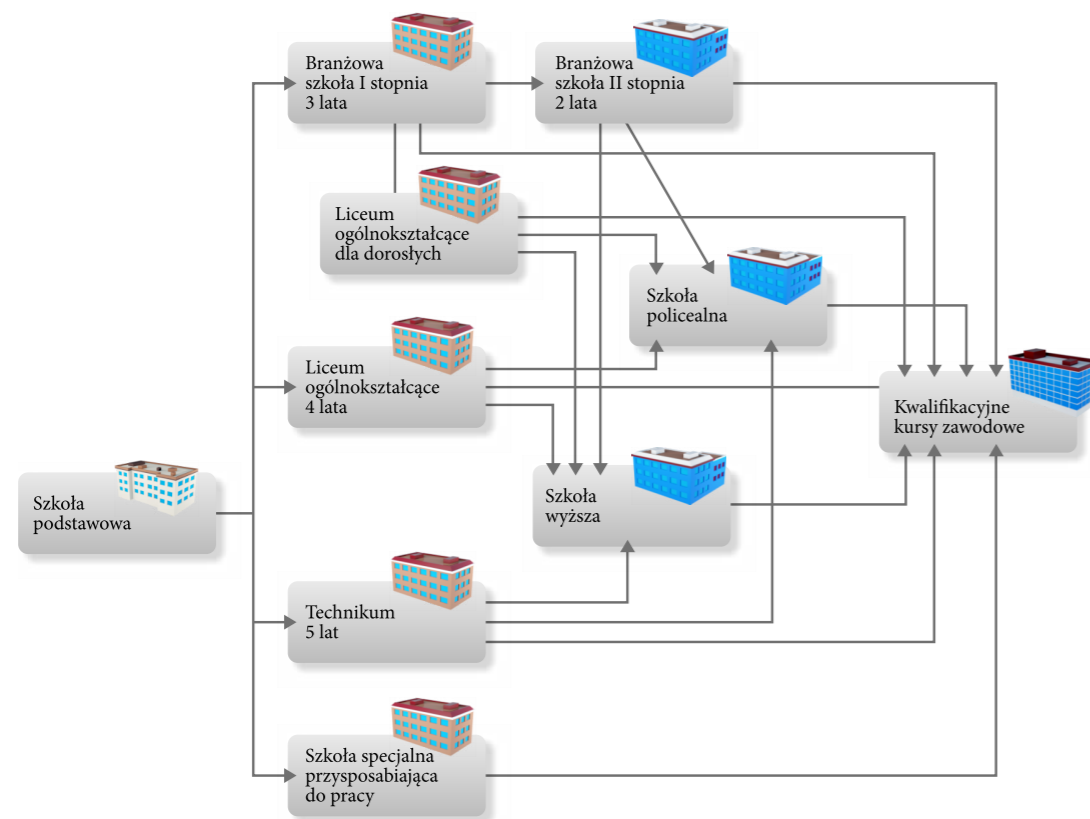 Branżowa
szkoła I stopnia
3 lata
Branżowa
szkoła II stopnia
2 lata
Liceum
ogólnokształcące
dla dorosłych
Szkoła
policealna
Liceum
ogólnokształcące
4 lata
Kwalifikacyjne
kursy zawodowe
Szkoła
podstawowa
Szkoła
wyższa
Technikum
5 lat
Szkoła specjalna
przysposabiająca
do pracy